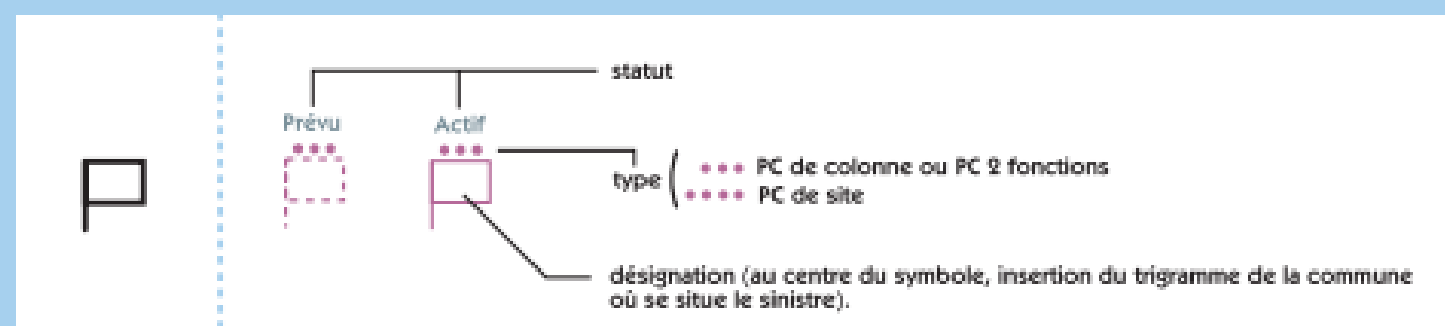 statut
Prévu
Actif
type
PC de colonne ou PC 2 fonctions
PC de site
désignation (au centre du symbole, insertion du trigramme de la commune
où se situe le sinistre).